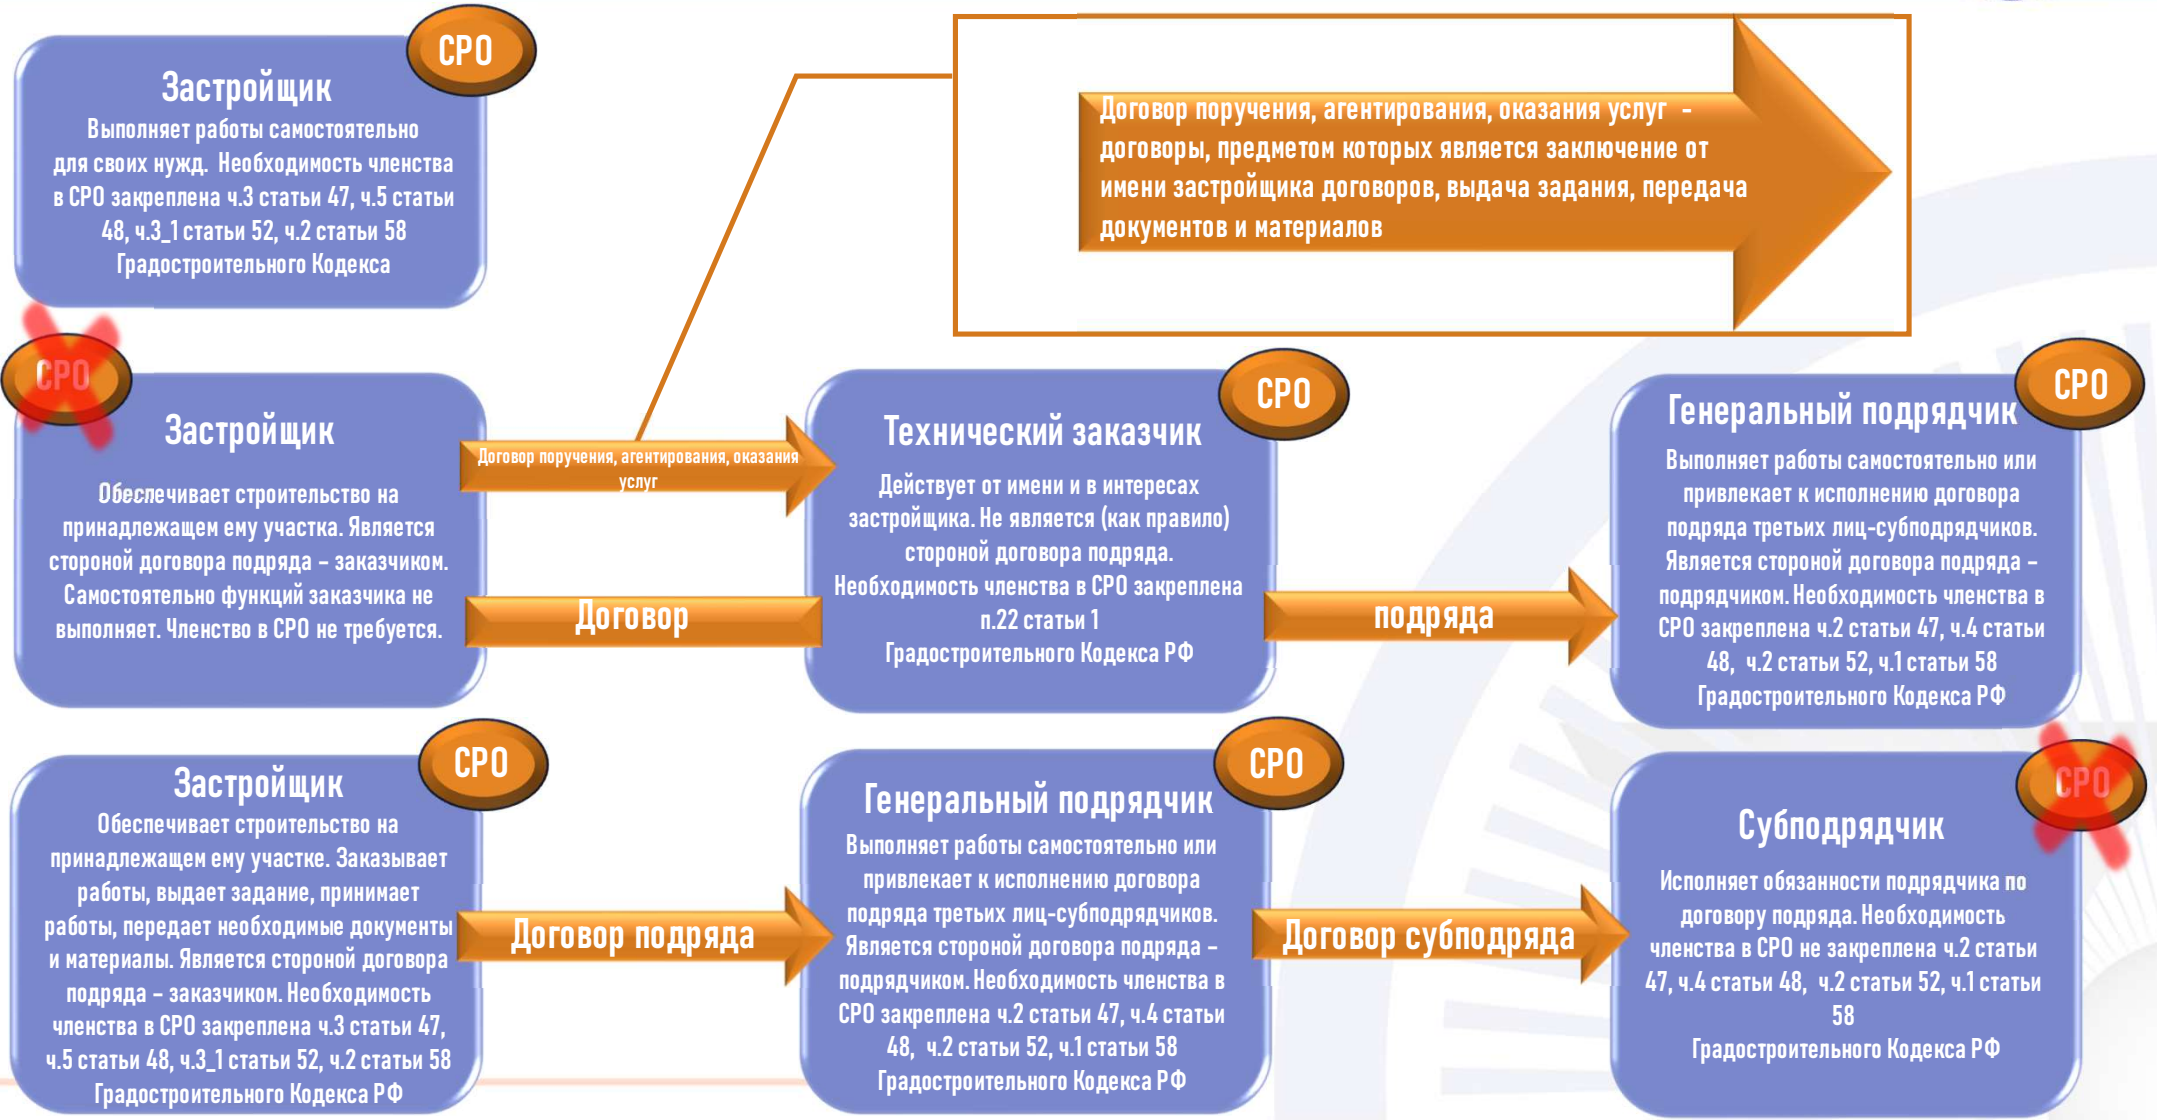 СРО
Застройщик
Выполняет работы самостоятельно
для своих нужд. Необходимость членства
в СРО закреплена ч.3 статьи 47, ч.5 статьи
48, ч.3_1 статьи 52, ч.2 статьи 58
Градостроительного Кодекса
Договор поручения, агентирования, оказания услуг -
договоры, предметом которых является заключение от
имени застройщика договоров, выдача задания, передача
документов и материалов
СРО
Застройщик
Обеспечивает строительство на
принадлежащем ему участка. Является
стороной договора подряда – заказчиком.
Самостоятельно функций заказчика не
выполняет. Членство в СРО не требуется.
Договор поручения, агентирования, оказания
услуг
Договор
СРО
Технический заказчик
Действует от имени и в интересах
застройщика. Не является (как правило)
стороной договора подряда.
Необходимость членства в СРО закреплена
п.22 статьи 1
Градостроительного Кодекса РФ
подряда
СРО
Генеральный подрядчик
Выполняет работы самостоятельно или
привлекает к исполнению договора
подряда третьих лиц-субподрядчиков.
Является стороной договора подряда –
подрядчиком. Необходимость членства в
СРО закреплена ч.2 статьи 47, ч.4 статьи
48, ч.2 статьи 52, ч.1 статьи 58
Градостроительного Кодекса РФ
СРО
Застройщик
Обеспечивает строительство на
принадлежащем ему участке. Заказывает
работы, выдает задание, принимает
работы, передает необходимые документы
и материалы. Является стороной договора
подряда – заказчиком. Необходимость
членства в СРО закреплена ч.3 статьи 47,
ч.5 статьи 48, ч.3_1 статьи 52, ч.2 статьи 58
Градостроительного Кодекса РФ
Договор подряда
СРО
Генеральный подрядчик
Выполняет работы самостоятельно или
привлекает к исполнению договора
подряда третьих лиц-субподрядчиков.
Является стороной договора подряда –
подрядчиком. Необходимость членства в
СРО закреплена ч.2 статьи 47, ч.4 статьи
48, ч.2 статьи 52, ч.1 статьи 58
Градостроительного Кодекса РФ
Договор субподряда
СРО
Субподрядчик
Исполняет обязанности подрядчика по
договору подряда. Необходимость
членства в СРО не закреплена ч.2 статьи
47, ч.4 статьи 48, ч.2 статьи 52, ч.1 статьи
58
Градостроительного Кодекса РФ